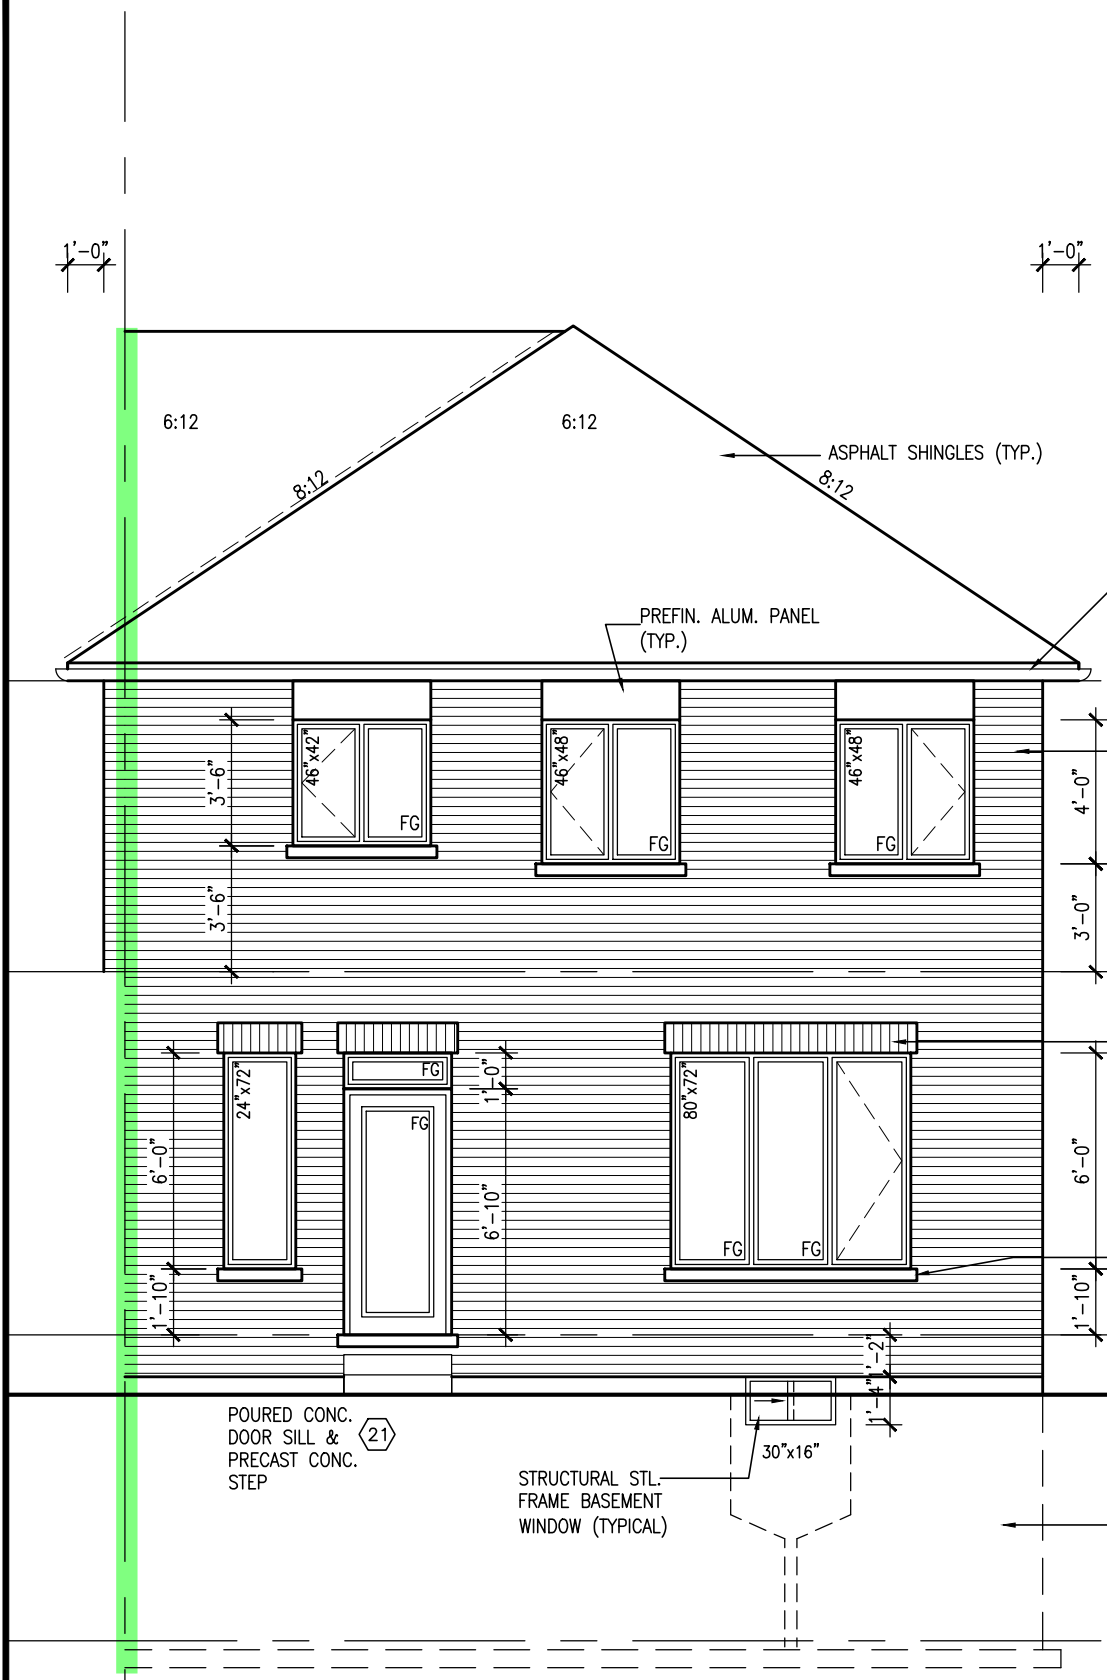 1'-0"
1'-0"
6:12
6:12
8:12
8:12
ASPHALT SHINGLES (TYP.)
PREFIN. ALUM. PANEL
(TYP.)
46"x42"
FG
46"x48"
FG
46"x48"
FG
3'-6"
4'-0"
3'-6"
3'-0"
24"x72"
FG
FG
1'-0"
80"x72"
FG
FG
6'-0"
6'-10"
6'-0"
1'-10"
1'-10"
1'-2"
1'-4"
POURED CONC.
DOOR SILL &
PRECAST CONC.
STEP
21
30"x16"
STRUCTURAL STL.
FRAME BASEMENT
WINDOW (TYPICAL)